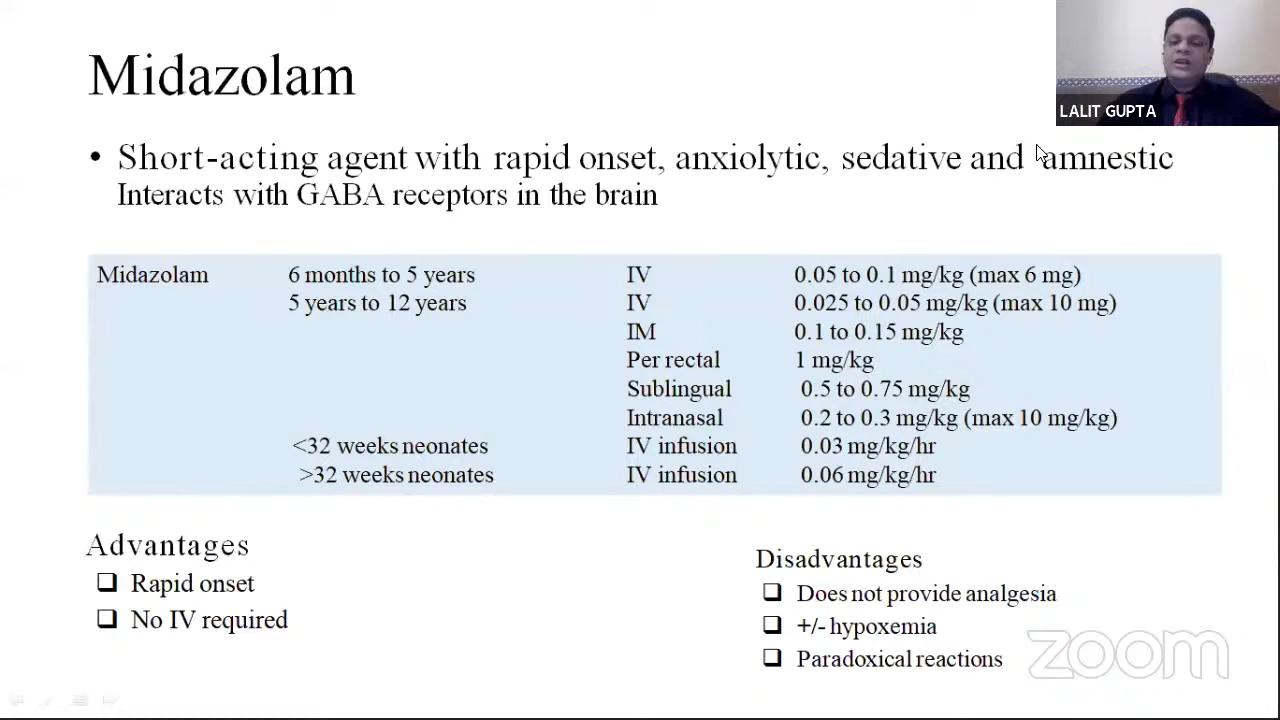 Midazolam
LALIT GUPTA
• Short-acting agent with rapid onset, anxiolytic, sedative and amnestic
Interacts with GABA receptors in the brain
Midazolam 6 months to 5 years IV 0.05 to 0.1 mg/kg (max 6 mg)
5 years to 12 years IV 0.025 to 0.05 mg/kg (max 10 mg)
IM 0.1 to 0.15 mg/kg
Per rectal 1 mg/kg
Sublingual 0.5 to 0.75 mg/kg
Intranasal 0.2 to 0.3 mg/kg (max 10 mg/kg)
<32 weeks neonates IV infusion 0.03 mg/kg/hr
>32 weeks neonates IV infusion 0.06 mg/kg/hr
Advantages
❑ Rapid onset
❑ No IV required
Disadvantages
❑ Does not provide analgesia
❑ +/- hypoxemia
❑ Paradoxical reactions
zoom